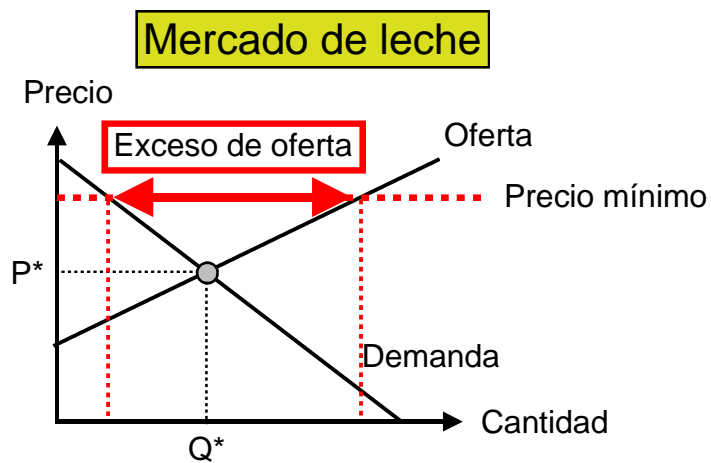 Mercado de leche
Precio
Exceso de oferta
Oferta
Precio mínimo
P*
Demanda
Cantidad
Q*